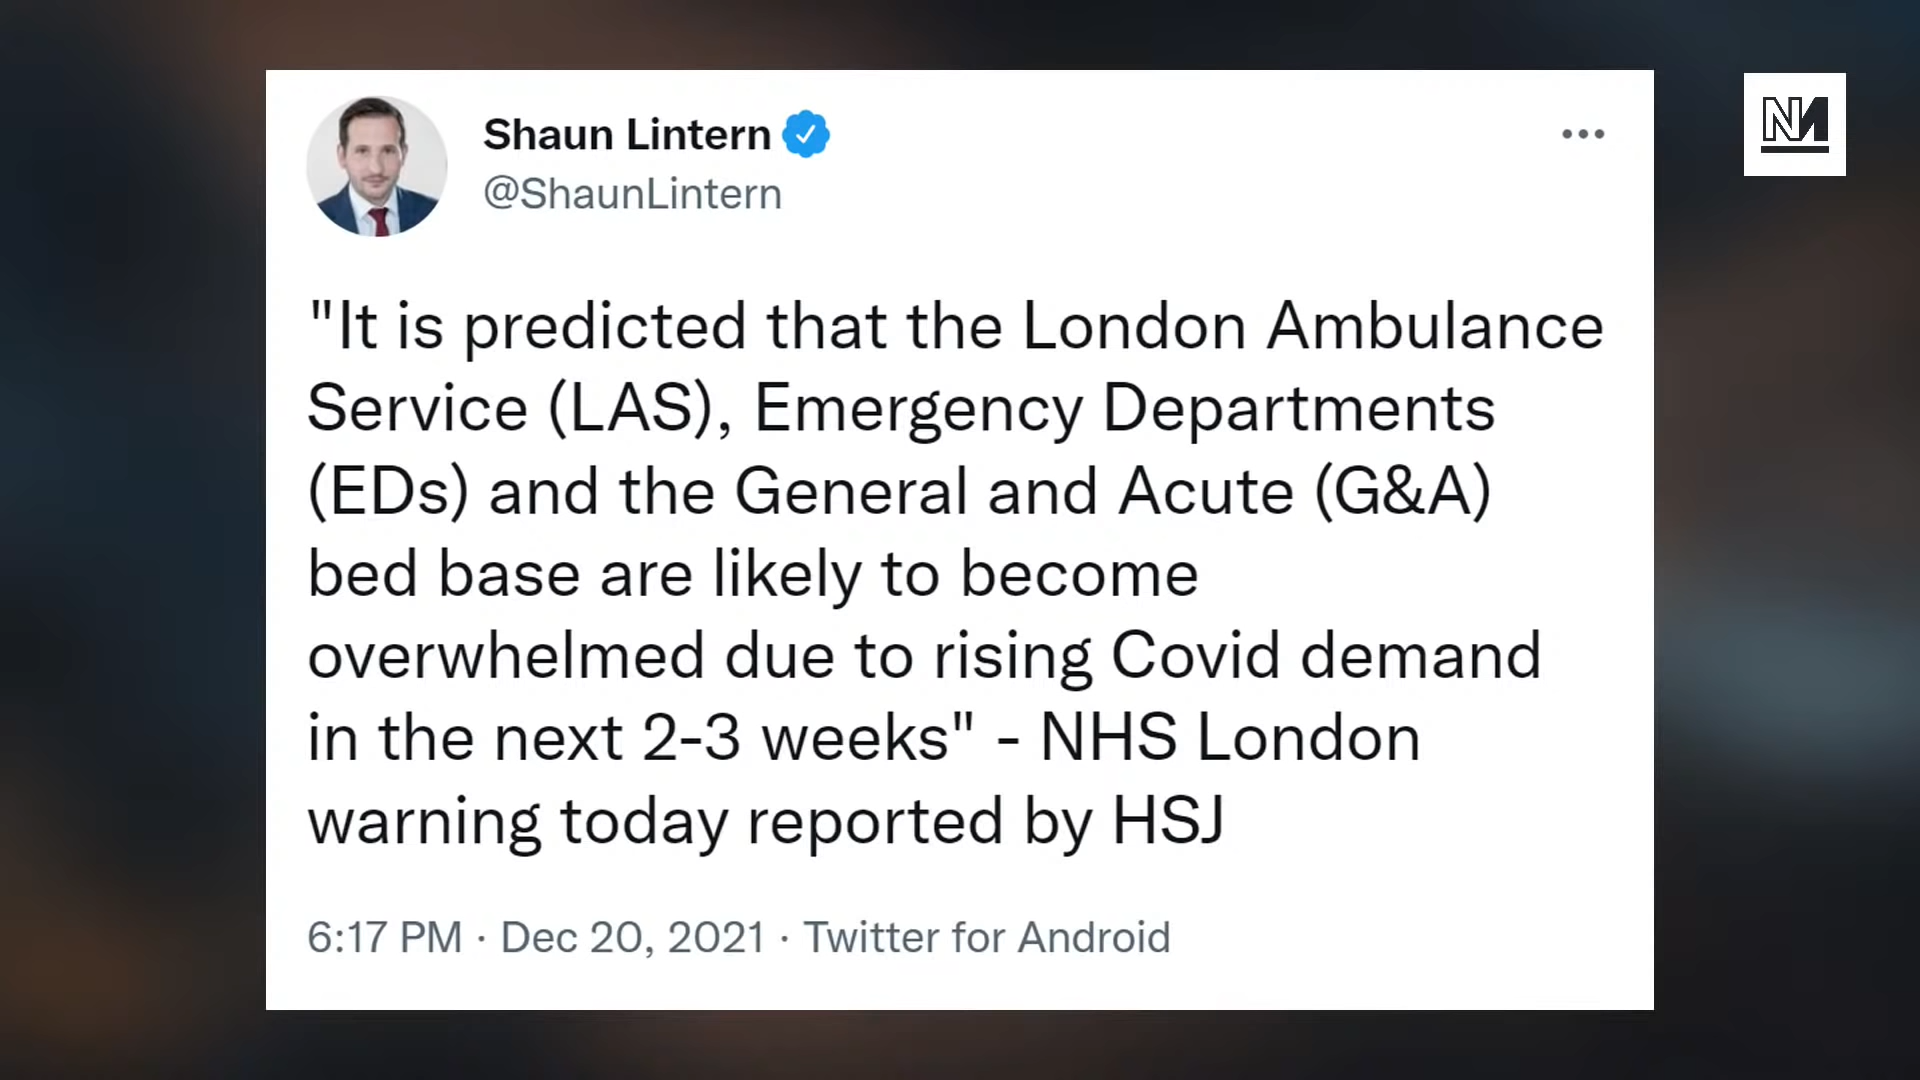 Shaun Lintern
@ShaunLintern
"It is predicted that the London Ambulance
Service (LAS), Emergency Departments
(EDs) and the General and Acute (G&A)
bed base are likely to become
overwhelmed due to rising Covid demand
in the next 2-3 weeks" - NHS London
warning today reported by HSJ
6:17 PM · Dec 20, 2021 · Twitter for Android
NM